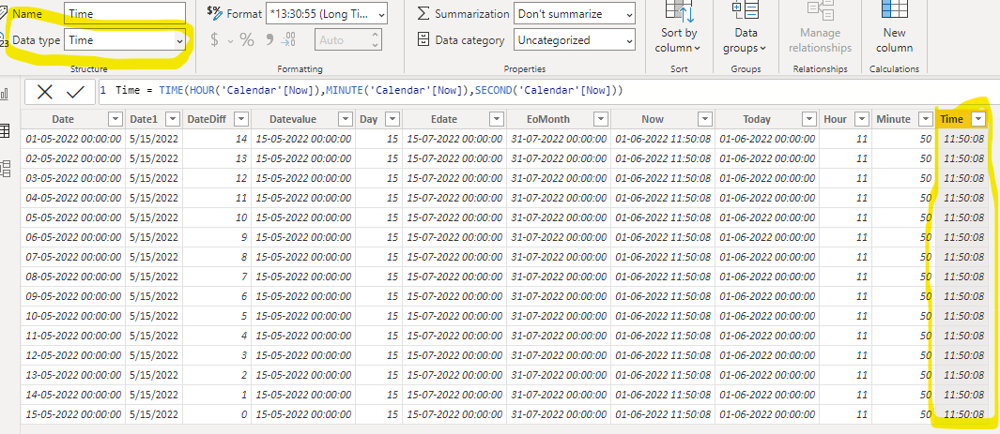 Name Time
Format *13:30:55 (Long Ti...
Summarization Don't summarize
Data type Time
$ % 9 .00 Auto
Data category Uncategorized
Sort by column
Data groups
Manage relationships
New column
Structure Formatting Properties Sort Groups Relationships Calculations
1 Time = TIME(HOUR('Calendar'[Now]),MINUTE('Calendar'[Now]),SECOND('Calendar'[Now]))
Date Date1 DateDiff Datevalue Day Edate EoMonth Now Today Hour Minute Time
01-05-2022 00:00:00 5/15/2022 14 15-05-2022 00:00:00 15 15-07-2022 00:00:00 31-07-2022 00:00:00 01-06-2022 11:50:08 01-06-2022 00:00:00 11 50 11:50:08
02-05-2022 00:00:00 5/15/2022 13 15-05-2022 00:00:00 15 15-07-2022 00:00:00 31-07-2022 00:00:00 01-06-2022 11:50:08 01-06-2022 00:00:00 11 50 11:50:08
03-05-2022 00:00:00 5/15/2022 12 15-05-2022 00:00:00 15 15-07-2022 00:00:00 31-07-2022 00:00:00 01-06-2022 11:50:08 01-06-2022 00:00:00 11 50 11:50:08
04-05-2022 00:00:00 5/15/2022 11 15-05-2022 00:00:00 15 15-07-2022 00:00:00 31-07-2022 00:00:00 01-06-2022 11:50:08 01-06-2022 00:00:00 11 50 11:50:08
05-05-2022 00:00:00 5/15/2022 10 15-05-2022 00:00:00 15 15-07-2022 00:00:00 31-07-2022 00:00:00 01-06-2022 11:50:08 01-06-2022 00:00:00 11 50 11:50:08
06-05-2022 00:00:00 5/15/2022 9 15-05-2022 00:00:00 15 15-07-2022 00:00:00 31-07-2022 00:00:00 01-06-2022 11:50:08 01-06-2022 00:00:00 11 50 11:50:08
07-05-2022 00:00:00 5/15/2022 8 15-05-2022 00:00:00 15 15-07-2022 00:00:00 31-07-2022 00:00:00 01-06-2022 11:50:08 01-06-2022 00:00:00 11 50 11:50:08
08-05-2022 00:00:00 5/15/2022 7 15-05-2022 00:00:00 15 15-07-2022 00:00:00 31-07-2022 00:00:00 01-06-2022 11:50:08 01-06-2022 00:00:00 11 50 11:50:08
09-05-2022 00:00:00 5/15/2022 6 15-05-2022 00:00:00 15 15-07-2022 00:00:00 31-07-2022 00:00:00 01-06-2022 11:50:08 01-06-2022 00:00:00 11 50 11:50:08
10-05-2022 00:00:00 5/15/2022 5 15-05-2022 00:00:00 15 15-07-2022 00:00:00 31-07-2022 00:00:00 01-06-2022 11:50:08 01-06-2022 00:00:00 11 50 11:50:08
11-05-2022 00:00:00 5/15/2022 4 15-05-2022 00:00:00 15 15-07-2022 00:00:00 31-07-2022 00:00:00 01-06-2022 11:50:08 01-06-2022 00:00:00 11 50 11:50:08
12-05-2022 00:00:00 5/15/2022 3 15-05-2022 00:00:00 15 15-07-2022 00:00:00 31-07-2022 00:00:00 01-06-2022 11:50:08 01-06-2022 00:00:00 11 50 11:50:08
13-05-2022 00:00:00 5/15/2022 2 15-05-2022 00:00:00 15 15-07-2022 00:00:00 31-07-2022 00:00:00 01-06-2022 11:50:08 01-06-2022 00:00:00 11 50 11:50:08
14-05-2022 00:00:00 5/15/2022 1 15-05-2022 00:00:00 15 15-07-2022 00:00:00 31-07-2022 00:00:00 01-06-2022 11:50:08 01-06-2022 00:00:00 11 50 11:50:08
15-05-2022 00:00:00 5/15/2022 0 15-05-2022 00:00:00 15 15-07-2022 00:00:00 31-07-2022 00:00:00 01-06-2022 11:50:08 01-06-2022 00:00:00 11 50 11:50:08